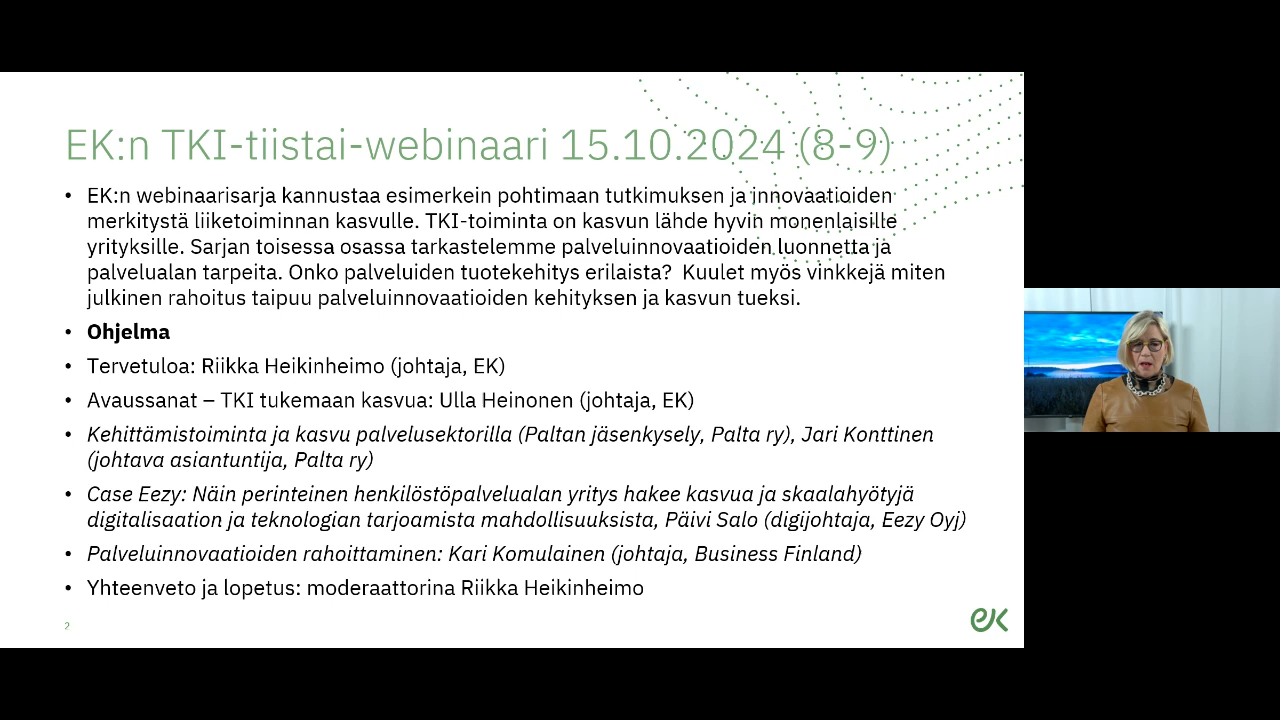 EK:n TKI-tiistai-webinaari 15.10.2024 (8-9)
• EK:n webinaarisarja kannustaa esimerkein pohtimaan tutkimuksen ja innovaatioiden
merkitystä liiketoiminnan kasvulle. TKI-toiminta on kasvun lähde hyvin monenlaisille
yrityksille. Sarjan toisessa osassa tarkastelemme palveluinnovaatioiden luonnetta ja
palvelualan tarpeita. Onko palveluiden tuotekehitys erilaista? Kuulet myös vinkkejä miten
julkinen rahoitus taipuu palveluinnovaatioiden kehityksen ja kasvun tueksi.
• Ohjelma
• Tervetuloa: Riikka Heikinheimo (johtaja, EK)
• Avaussanat – TKI tukemaan kasvua: Ulla Heinonen (johtaja, EK)
• Kehittämistoiminta ja kasvu palvelusektorilla (Paltan jäsenkysely, Palta ry), Jari Konttinen
(johtava asiantuntija, Palta ry)
• Case Eezy: Näin perinteinen henkilöstöpalvelualan yritys hakee kasvua ja skaalahyötyjä
digitalisaation ja teknologian tarjoamista mahdollisuuksista, Päivi Salo (digijohtaja, Eezy Oyj)
• Palveluinnovaatioiden rahoittaminen: Kari Komulainen (johtaja, Business Finland)
• Yhteenveto ja lopetus: moderaattorina Riikka Heikinheimo
2
ek